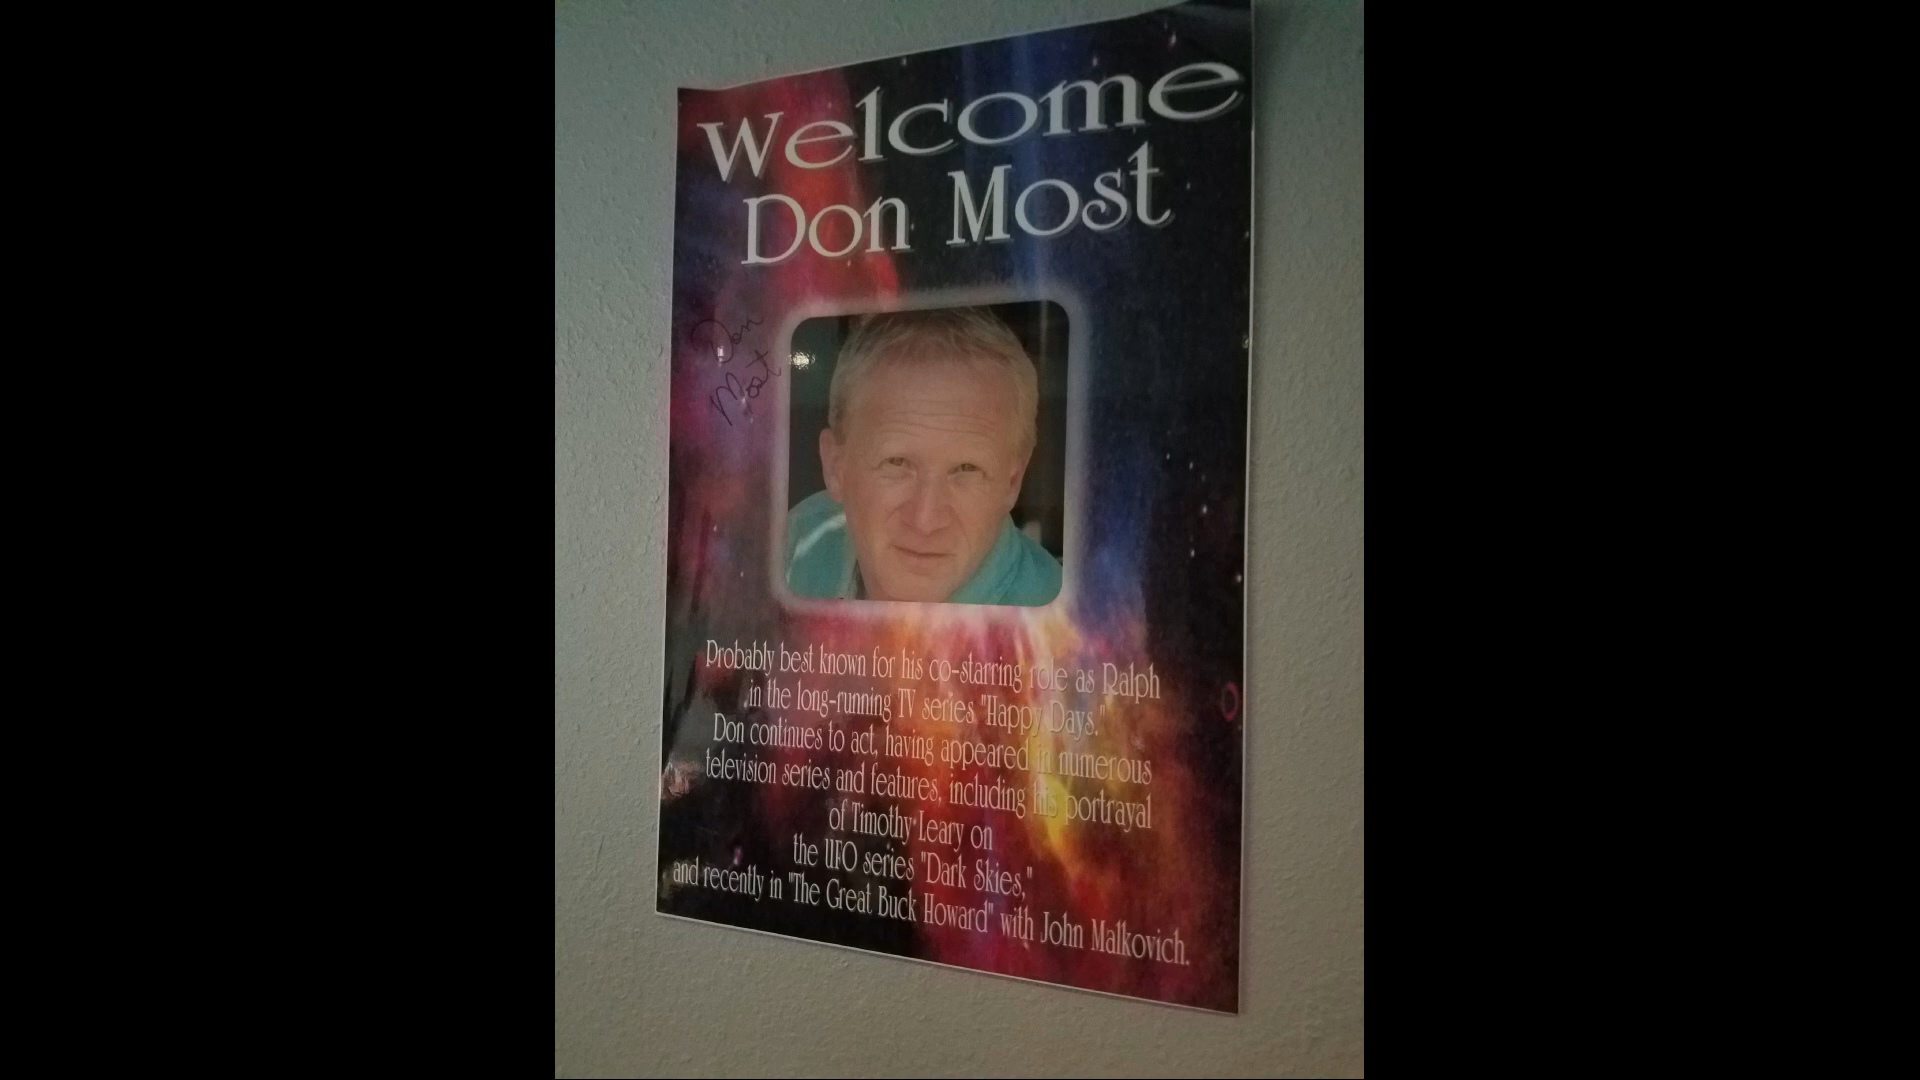 Welcome
Don Most
Don
Most
Probably best known for his co-starring role as Ralph
in the long-running TV series "Happy Days."
Don continues to act, having appeared in numerous
television series and features, including his portrayal
of Timothy Leary on
the UFO series "Dark Skies,"
and recently in "The Great Buck Howard" with John Malkovich.